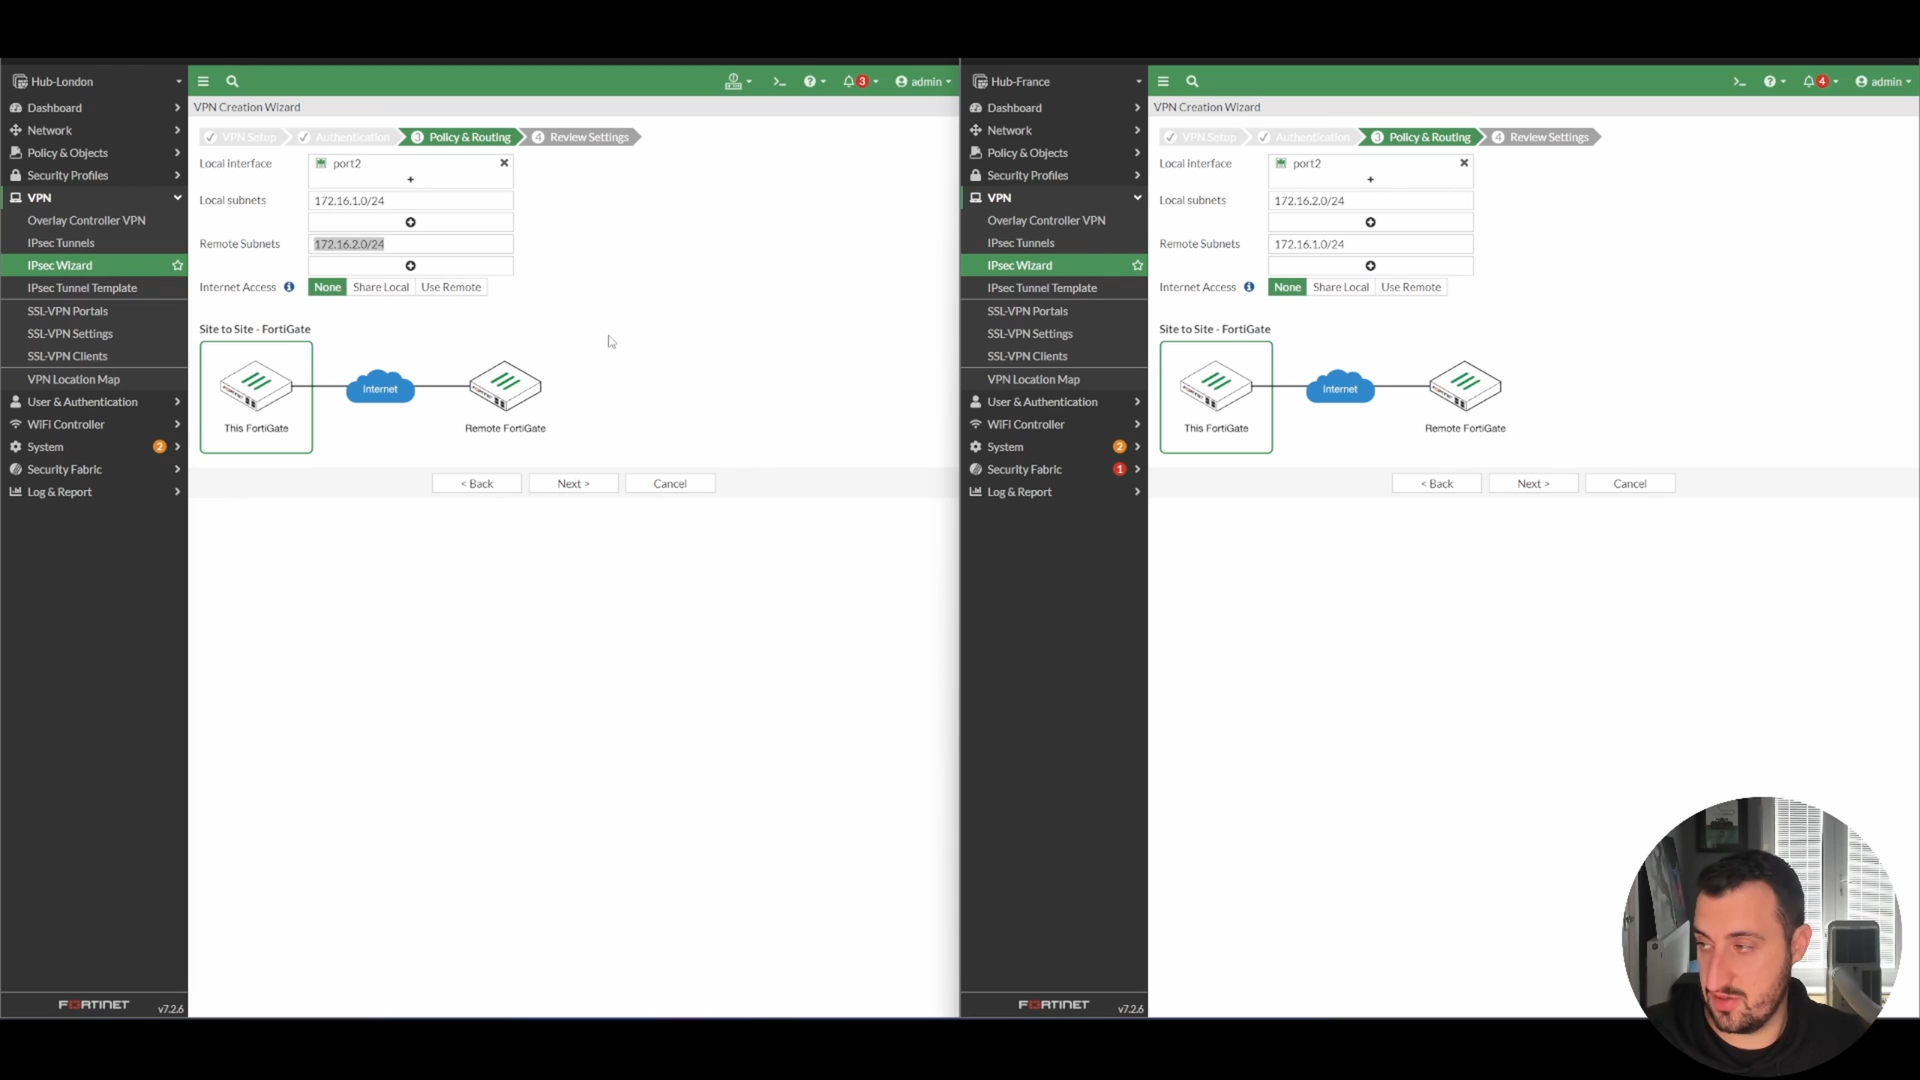 Hub-London
Dashboard
Network
Policy & Objects
Security Profiles
VPN
Overlay Controller VPN
IPsec Tunnels
IPsec Wizard
IPsec Tunnel Template
SSL-VPN Portals
SSL-VPN Settings
SSL-VPN Clients
VPN Location Map
User & Authentication
WiFi Controller
System 2
Security Fabric
Log & Report
FORTINET v7.2.6
3 admin
VPN Creation Wizard
VPN Setup Authentication 3 Policy & Routing 4 Review Settings
Local interface port2
Local subnets 172.16.1.0/24
Remote Subnets 172.16.2.0/24
Internet Access None Share Local Use Remote
Site to Site - FortiGate
Internet
This FortiGate Remote FortiGate
< Back Next > Cancel
Hub-France
Dashboard
Network
Policy & Objects
Security Profiles
VPN
Overlay Controller VPN
IPsec Tunnels
IPsec Wizard
IPsec Tunnel Template
SSL-VPN Portals
SSL-VPN Settings
SSL-VPN Clients
VPN Location Map
User & Authentication
WiFi Controller
System 2
Security Fabric 1
Log & Report
FORTINET v7.2.6
4 admin
VPN Creation Wizard
VPN Setup Authentication 3 Policy & Routing 4 Review Settings
Local interface port2
Local subnets 172.16.2.0/24
Remote Subnets 172.16.1.0/24
Internet Access None Share Local Use Remote
Site to Site - FortiGate
Internet
This FortiGate Remote FortiGate
< Back Next > Cancel